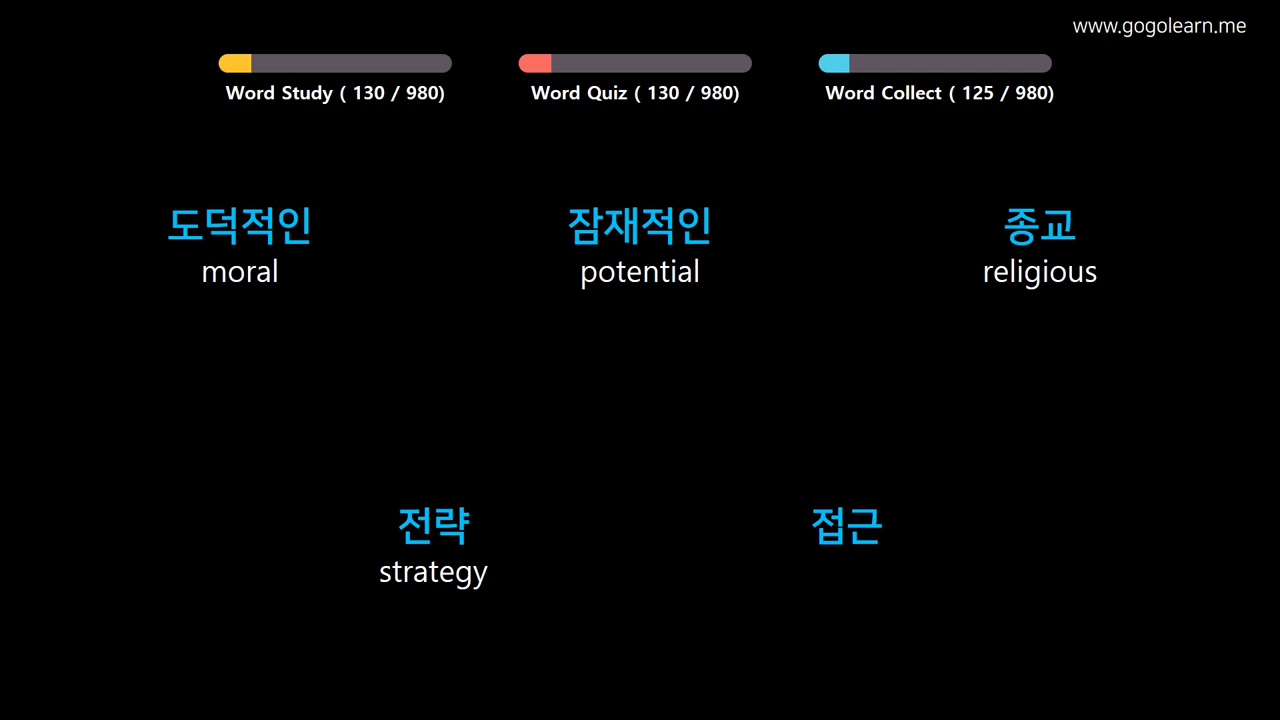 www.gogolearn.me
Word Study ( 130 / 980)
Word Quiz ( 130 / 980)
Word Collect ( 125 / 980)
도덕적인
moral
잠재적인
potential
종교
religious
전략
strategy
접근